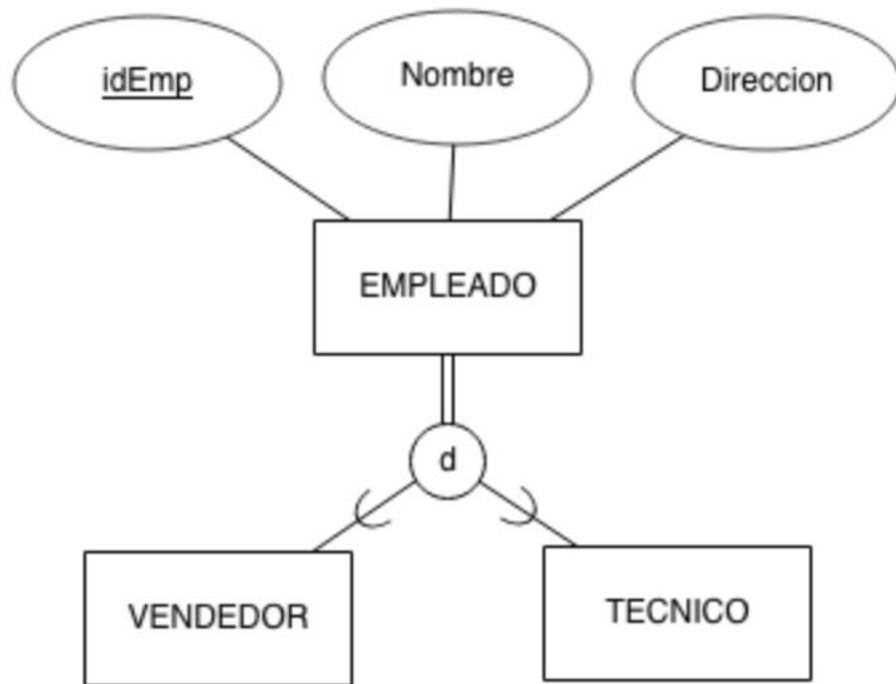 idEmp
Nombre
Direccion
EMPLEADO
d
VENDEDOR
TECNICO